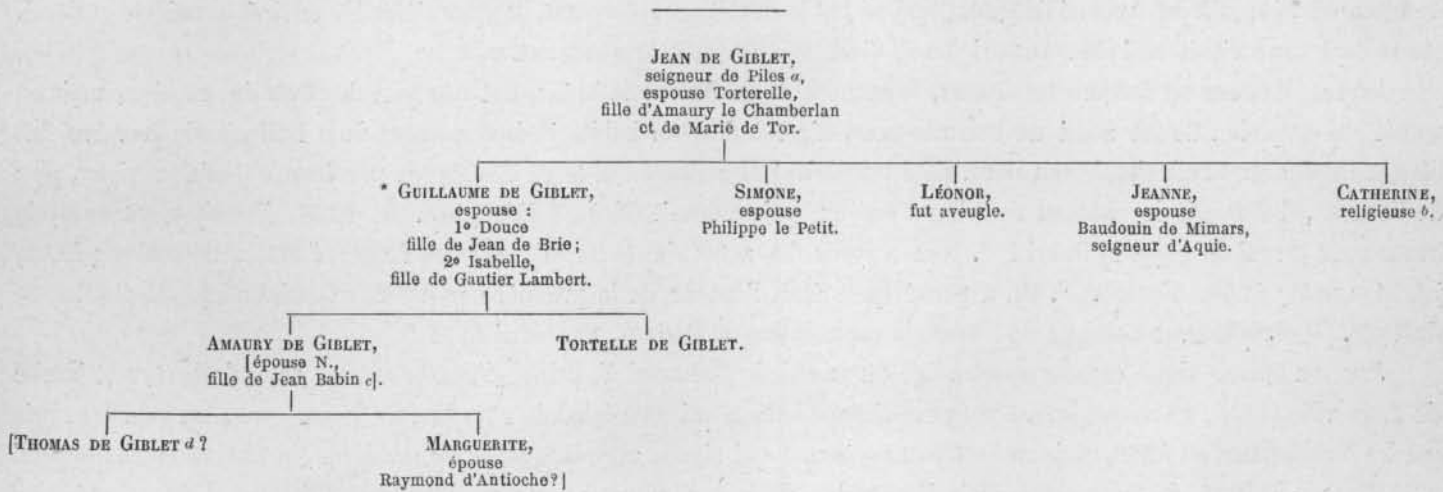 JEAN DE GIBLET,
seigneur de Piles a,
espouse Torterelle,
fille d'Amaury le Chamberlan
et de Marie de Tor.
* GUILLAUME DE GIBLET,
espouse :
1º Douce
fille de Jean de Brie;
2º Isabelle,
fille de Gautier Lambert.
SIMONE,
espouse
Philippe le Petit.
LÉONOR,
fut aveugle.
JEANNE,
espouse
Baudouin de Mimars,
seigneur d'Aquie.
CATHERINE,
religieuse b.
AMAURY DE GIBLET,
[épouse N.,
fille de Jean Babin c].
TORTELLE DE GIBLET.
[THOMAS DE GIBLET d ?
MARGUERITE,
épouse
Raymond d'Antioche?]